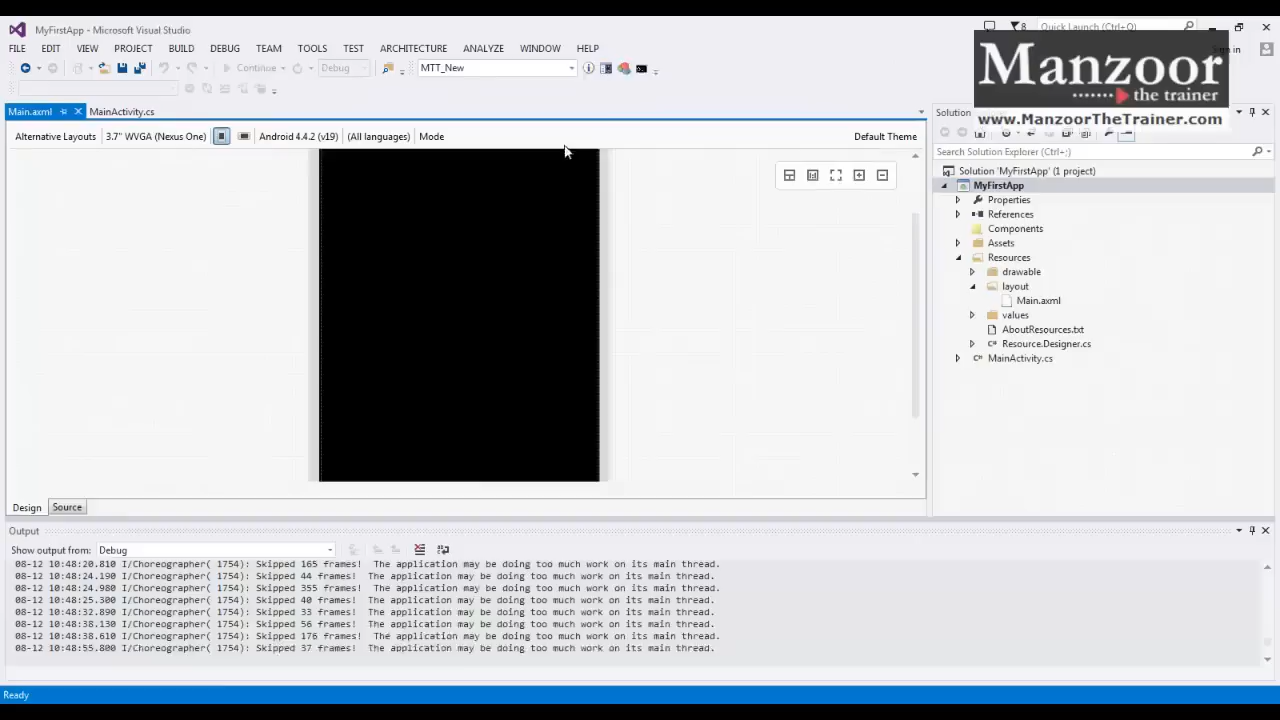 MyFirstApp - Microsoft Visual Studio
8
Quick Launch (Ctrl+Q)
FILE EDIT VIEW PROJECT BUILD DEBUG TEAM TOOLS TEST ARCHITECTURE ANALYZE WINDOW HELP
Sign in
Continue Debug MTT_New
Manzoor
the trainer
www.ManzoorTheTrainer.com
Main.axml MainActivity.cs
Alternative Layouts 3.7" WVGA (Nexus One) Android 4.4.2 (v19) (All languages) Mode Default Theme
Solution
Search Solution Explorer (Ctrl+;)
Solution 'MyFirstApp' (1 project)
MyFirstApp
Properties
References
Components
Assets
Resources
drawable
layout
Main.axml
values
AboutResources.txt
Resource.Designer.cs
MainActivity.cs
Design Source
Output
Show output from: Debug
08-12 10:48:20.810 I/Choreographer( 1754): Skipped 165 frames!  The application may be doing too much work on its main thread.
08-12 10:48:24.190 I/Choreographer( 1754): Skipped 44 frames!  The application may be doing too much work on its main thread.
08-12 10:48:24.980 I/Choreographer( 1754): Skipped 355 frames!  The application may be doing too much work on its main thread.
08-12 10:48:25.300 I/Choreographer( 1754): Skipped 40 frames!  The application may be doing too much work on its main thread.
08-12 10:48:32.890 I/Choreographer( 1754): Skipped 33 frames!  The application may be doing too much work on its main thread.
08-12 10:48:38.130 I/Choreographer( 1754): Skipped 56 frames!  The application may be doing too much work on its main thread.
08-12 10:48:38.610 I/Choreographer( 1754): Skipped 176 frames!  The application may be doing too much work on its main thread.
08-12 10:48:55.800 I/Choreographer( 1754): Skipped 37 frames!  The application may be doing too much work on its main thread.
Ready